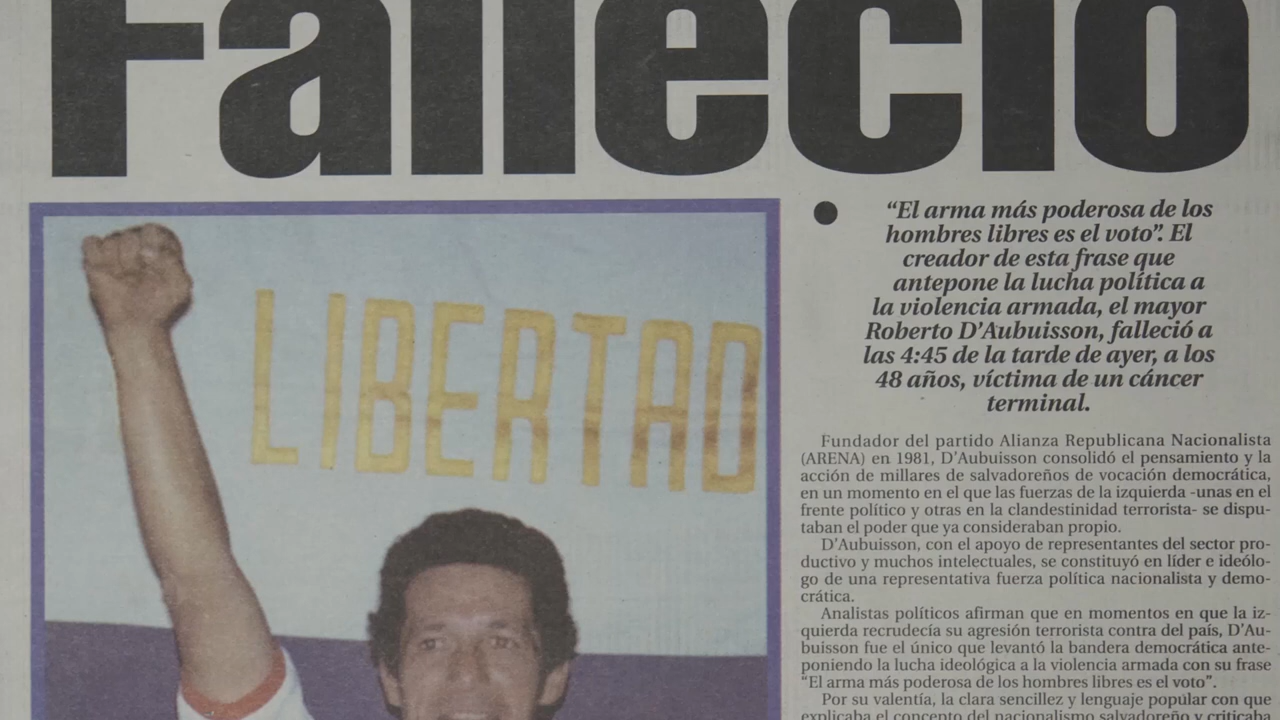 Falleció
LIBERTAD
“El arma más poderosa de los
hombres libres es el voto”. El
creador de esta frase que
antepone la lucha política a
la violencia armada, el mayor
Roberto D’Aubuisson, falleció a
las 4:45 de la tarde de ayer, a los
48 años, víctima de un cáncer
terminal.
Fundador del partido Alianza Republicana Nacionalista
(ARENA) en 1981, D’Aubuisson consolidó el pensamiento y la
acción de millares de salvadoreños de vocación democrática,
en un momento en el que las fuerzas de la izquierda -unas en el
frente político y otras en la clandestinidad terrorista- se dispu-
taban el poder que ya consideraban propio.
D’Aubuisson, con el apoyo de representantes del sector pro-
ductivo y muchos intelectuales, se constituyó en líder e ideólo-
go de una representativa fuerza política nacionalista y demo-
crática.
Analistas políticos afirman que en momentos en que la iz-
quierda recrudecía su agresión terrorista contra del país, D’Au-
buisson fue el único que levantó la bandera democrática ante-
poniendo la lucha ideológica a la violencia armada con su frase
“El arma más poderosa de los hombres libres es el voto”.
Por su valentía, la clara sencillez y lenguaje popular con que
explicaba el concepto del nacionalismo salvadoreño y criticaba